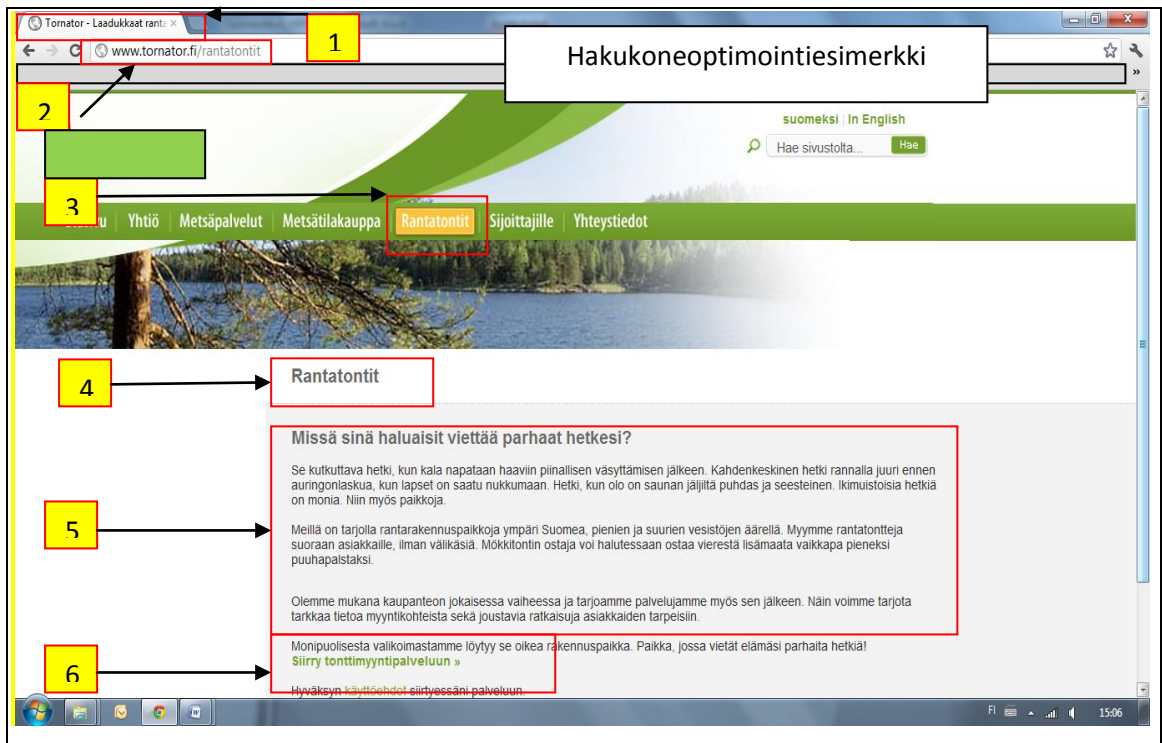 Tornator - Laadukkaat ranta
1
www.tornator.fi/rantatontit
Hakukoneoptimointiesimerkki
»
2
suomeksi | In English
Hae sivustolta... Hae
3
Yhtiö | Metsäpalvelut | Metsätilakauppa | Rantatontit | Sijoittajille | Yhteystiedot
4
Rantatontit
Missä sinä haluaisit viettää parhaat hetkesi?
Se kutkuttava hetki, kun kala napataan haaviin piinallisen väsyttämisen jälkeen. Kahdenkeskinen hetki rannalla juuri ennen
auringonlaskua, kun lapset on saatu nukkumaan. Hetki, kun olo on saunan jäljiltä puhdas ja seesteinen. Ikimuistoisia hetkiä
on monia. Niin myös paikkoja.
5
Meillä on tarjolla rantarakennuspaikkoja ympäri Suomea, pienien ja suurien vesistöjen äärellä. Myymme rantatontteja
suoraan asiakkaille, ilman välikäsiä. Mökkitontin ostaja voi halutessaan ostaa vierestä lisämaata vaikkapa pieneksi
puuhapalstaksi.
Olemme mukana kaupanteon jokaisessa vaiheessa ja tarjoamme palvelujamme myös sen jälkeen. Näin voimme tarjota
tarkkaa tietoa myyntikohteista sekä joustavia ratkaisuja asiakkaiden tarpeisiin.
Monipuolisesta valikoimastamme löytyy se oikea rakennuspaikka. Paikka, jossa vietät elämäsi parhaita hetkiä!
Siirry tonttimyyntipalveluun »
6
Hyväksyn käyttöehdot siirtyessäni palveluun.
FI 15:06